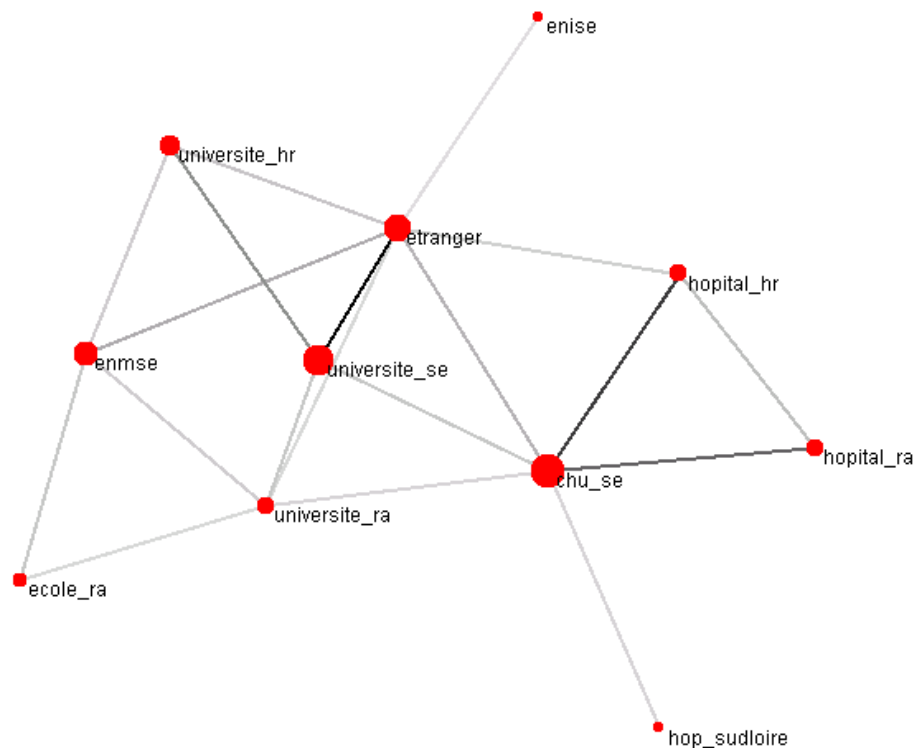 enise
universite_hr
etranger
hopital_hr
enmse
universite_se
hopital_ra
chu_se
universite_ra
ecole_ra
hop_sudloire